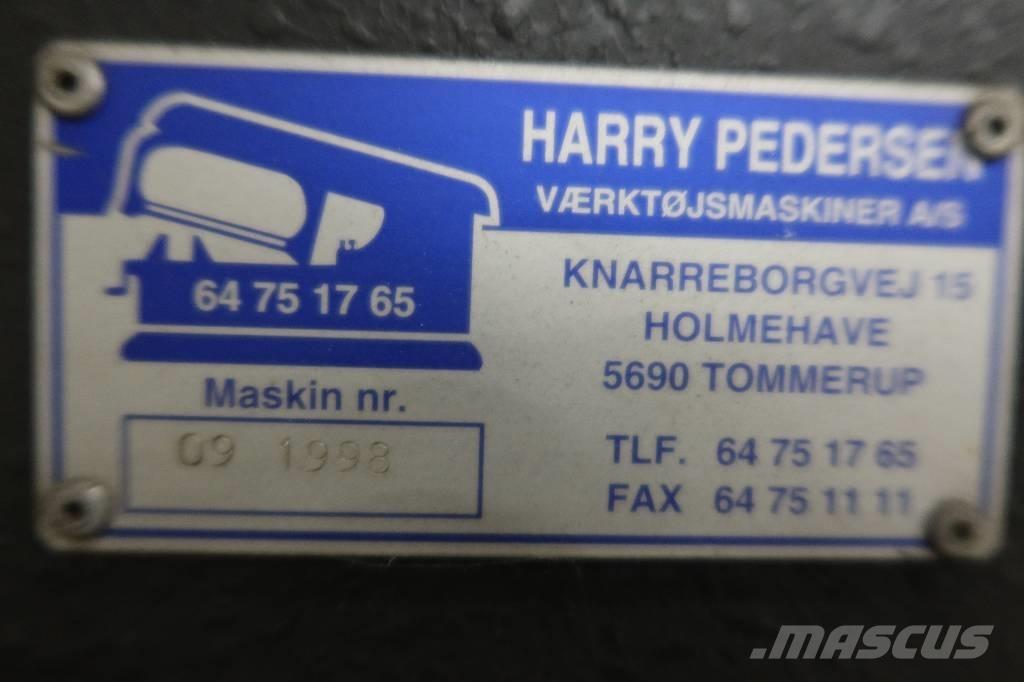 HARRY PEDERSEN
VÆRKTØJSMASKINER A/S
64 75 17 65
KNARREBORGVEJ 15
HOLMEHAVE
5690 TOMMERUP
Maskin nr.
09 1998
TLF. 64 75 17 65
FAX 64 75 11 11
.MASCUS